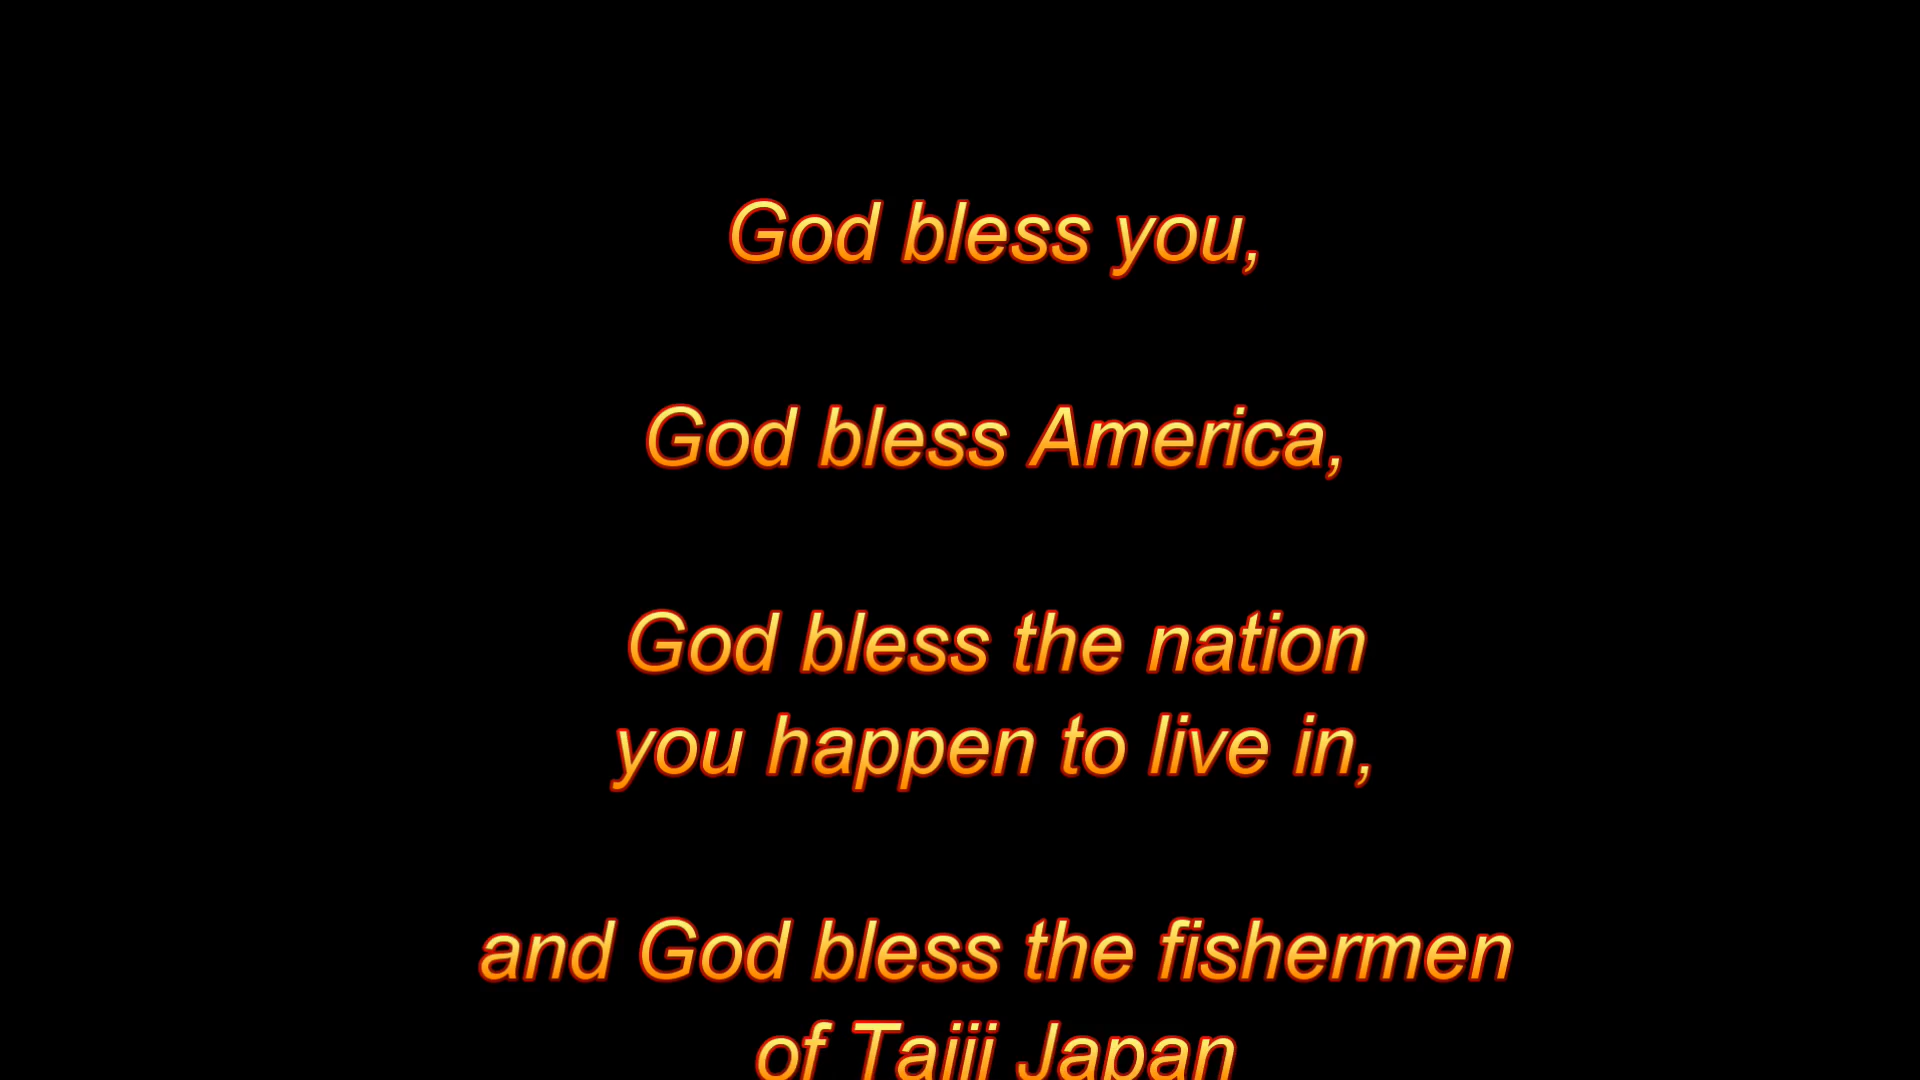 God bless you,
God bless America,
God bless the nation
you happen to live in,
and God bless the fishermen
of Taiji Japan